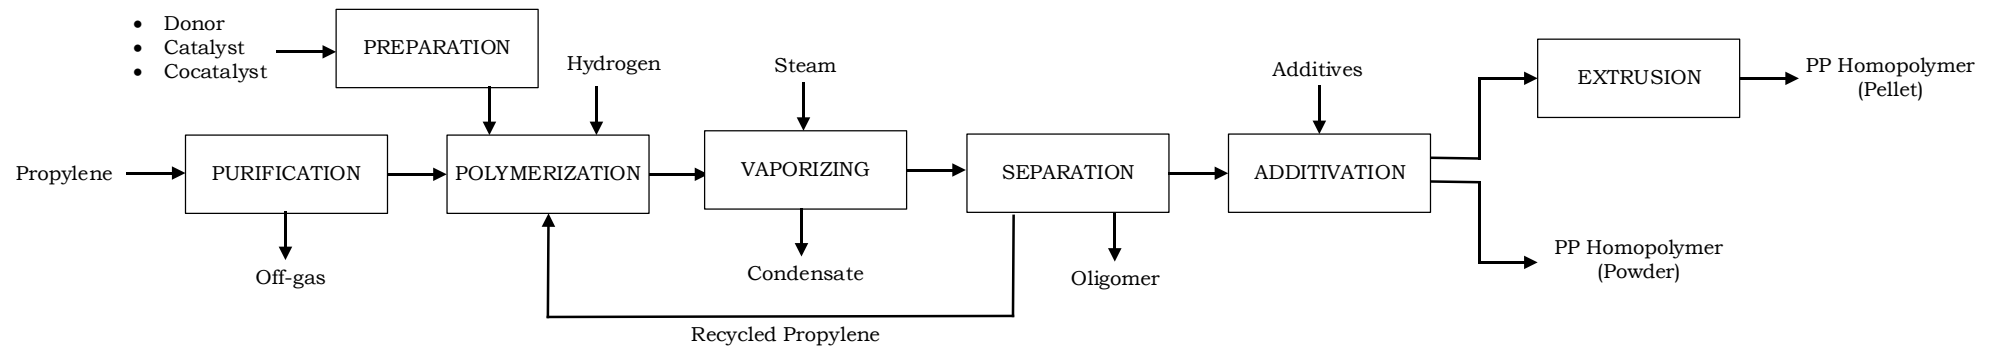 • Donor
• Catalyst
• Cocatalyst
PREPARATION
Hydrogen
Steam
Additives
EXTRUSION
PP Homopolymer
(Pellet)
Propylene
PURIFICATION
POLYMERIZATION
VAPORIZING
SEPARATION
ADDITIVATION
Off-gas
Condensate
Oligomer
PP Homopolymer
(Powder)
Recycled Propylene